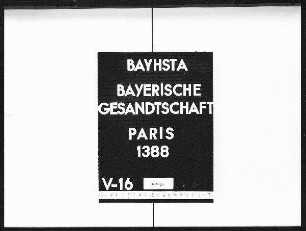 BAYHSTA
BAYERISCHE
GESANDTSCHAFT
PARIS
1388
V-16